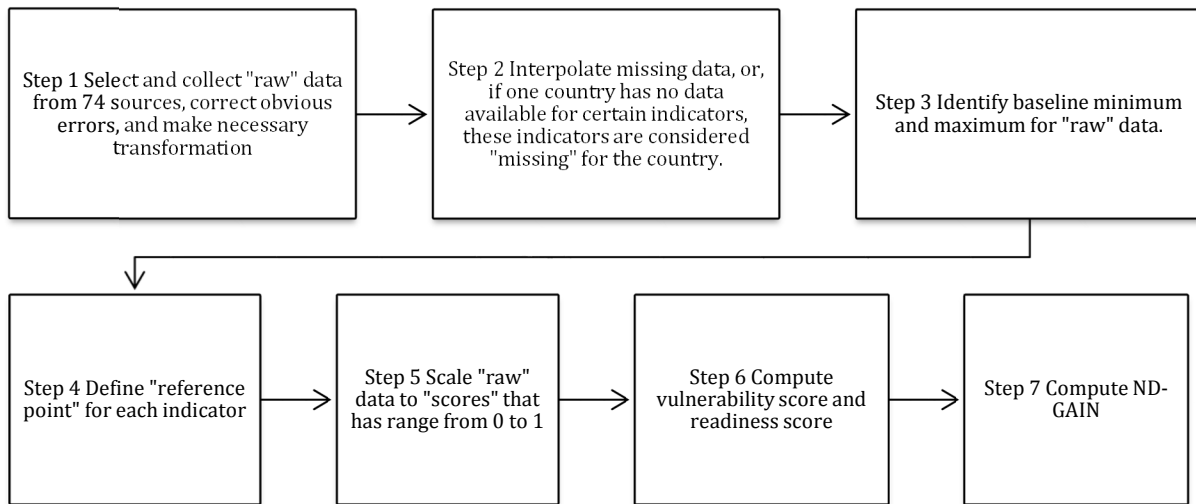 Step 1 Select and collect "raw" data
from 74 sources, correct obvious
errors, and make necessary
transformation
Step 2 Interpolate missing data, or,
if one country has no data
available for certain indicators,
these indicators are considered
"missing" for the country.
Step 3 Identify baseline minimum
and maximum for "raw" data.
Step 4 Define "reference
point" for each indicator
Step 5 Scale "raw"
data to "scores" that
has range from 0 to 1
Step 6 Compute
vulnerability score and
readiness score
Step 7 Compute ND-
GAIN